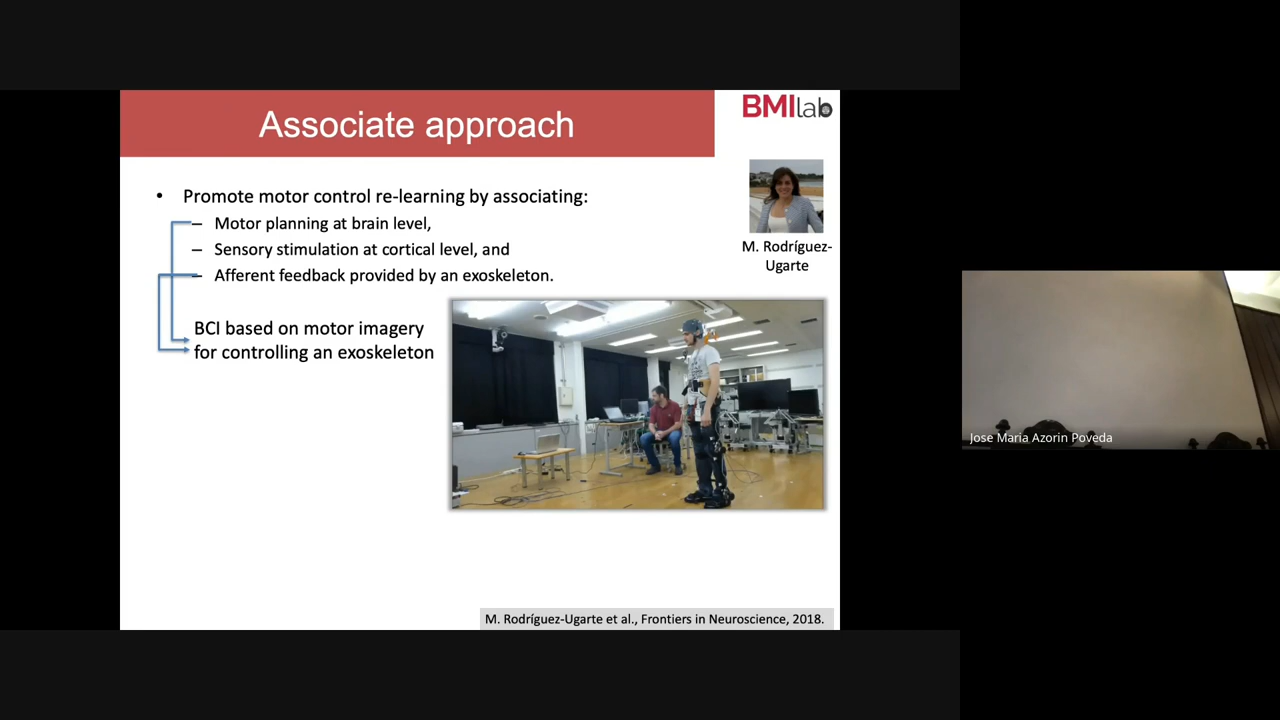 Associate approach
BMIlab
• Promote motor control re-learning by associating:
– Motor planning at brain level,
– Sensory stimulation at cortical level, and
– Afferent feedback provided by an exoskeleton.
M. Rodríguez-
Ugarte
BCI based on motor imagery
for controlling an exoskeleton
Jose Maria Azorin Poveda
M. Rodríguez-Ugarte et al., Frontiers in Neuroscience, 2018.